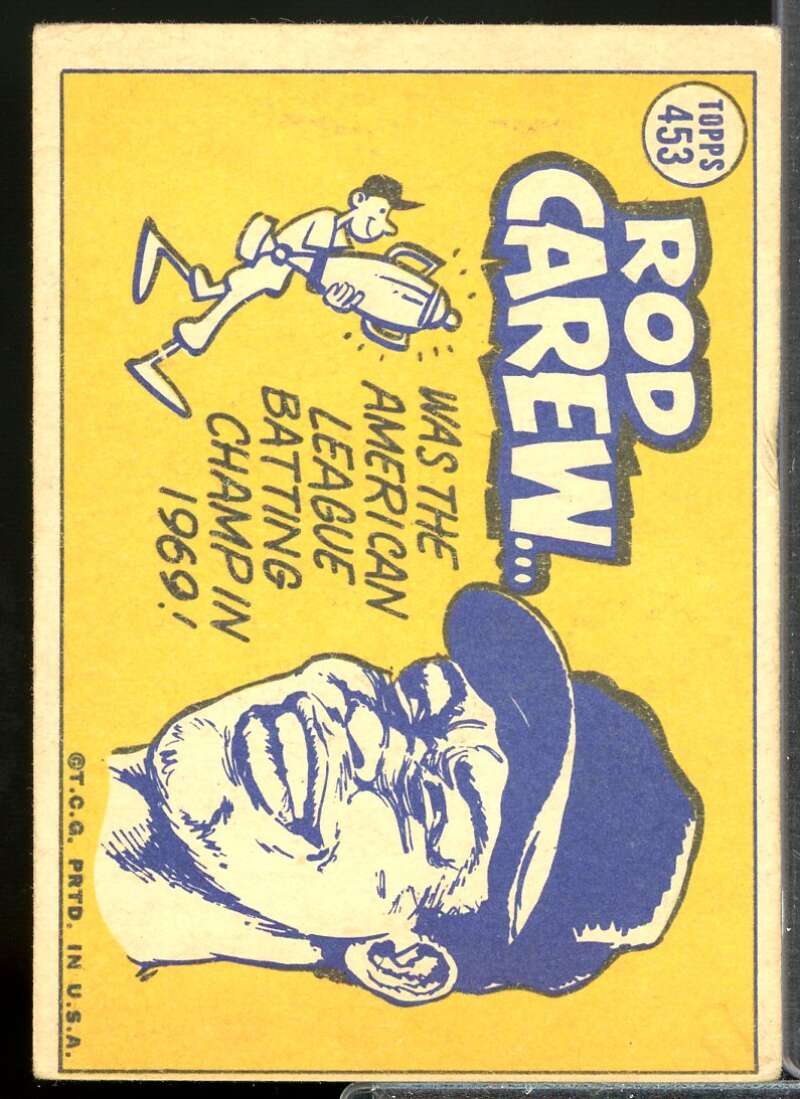 TOPPS
453
ROD
CAREW...
WAS THE
AMERICAN
LEAGUE
BATTING
CHAMP IN
1969!
©T.C.G. PRTD. IN U.S.A.